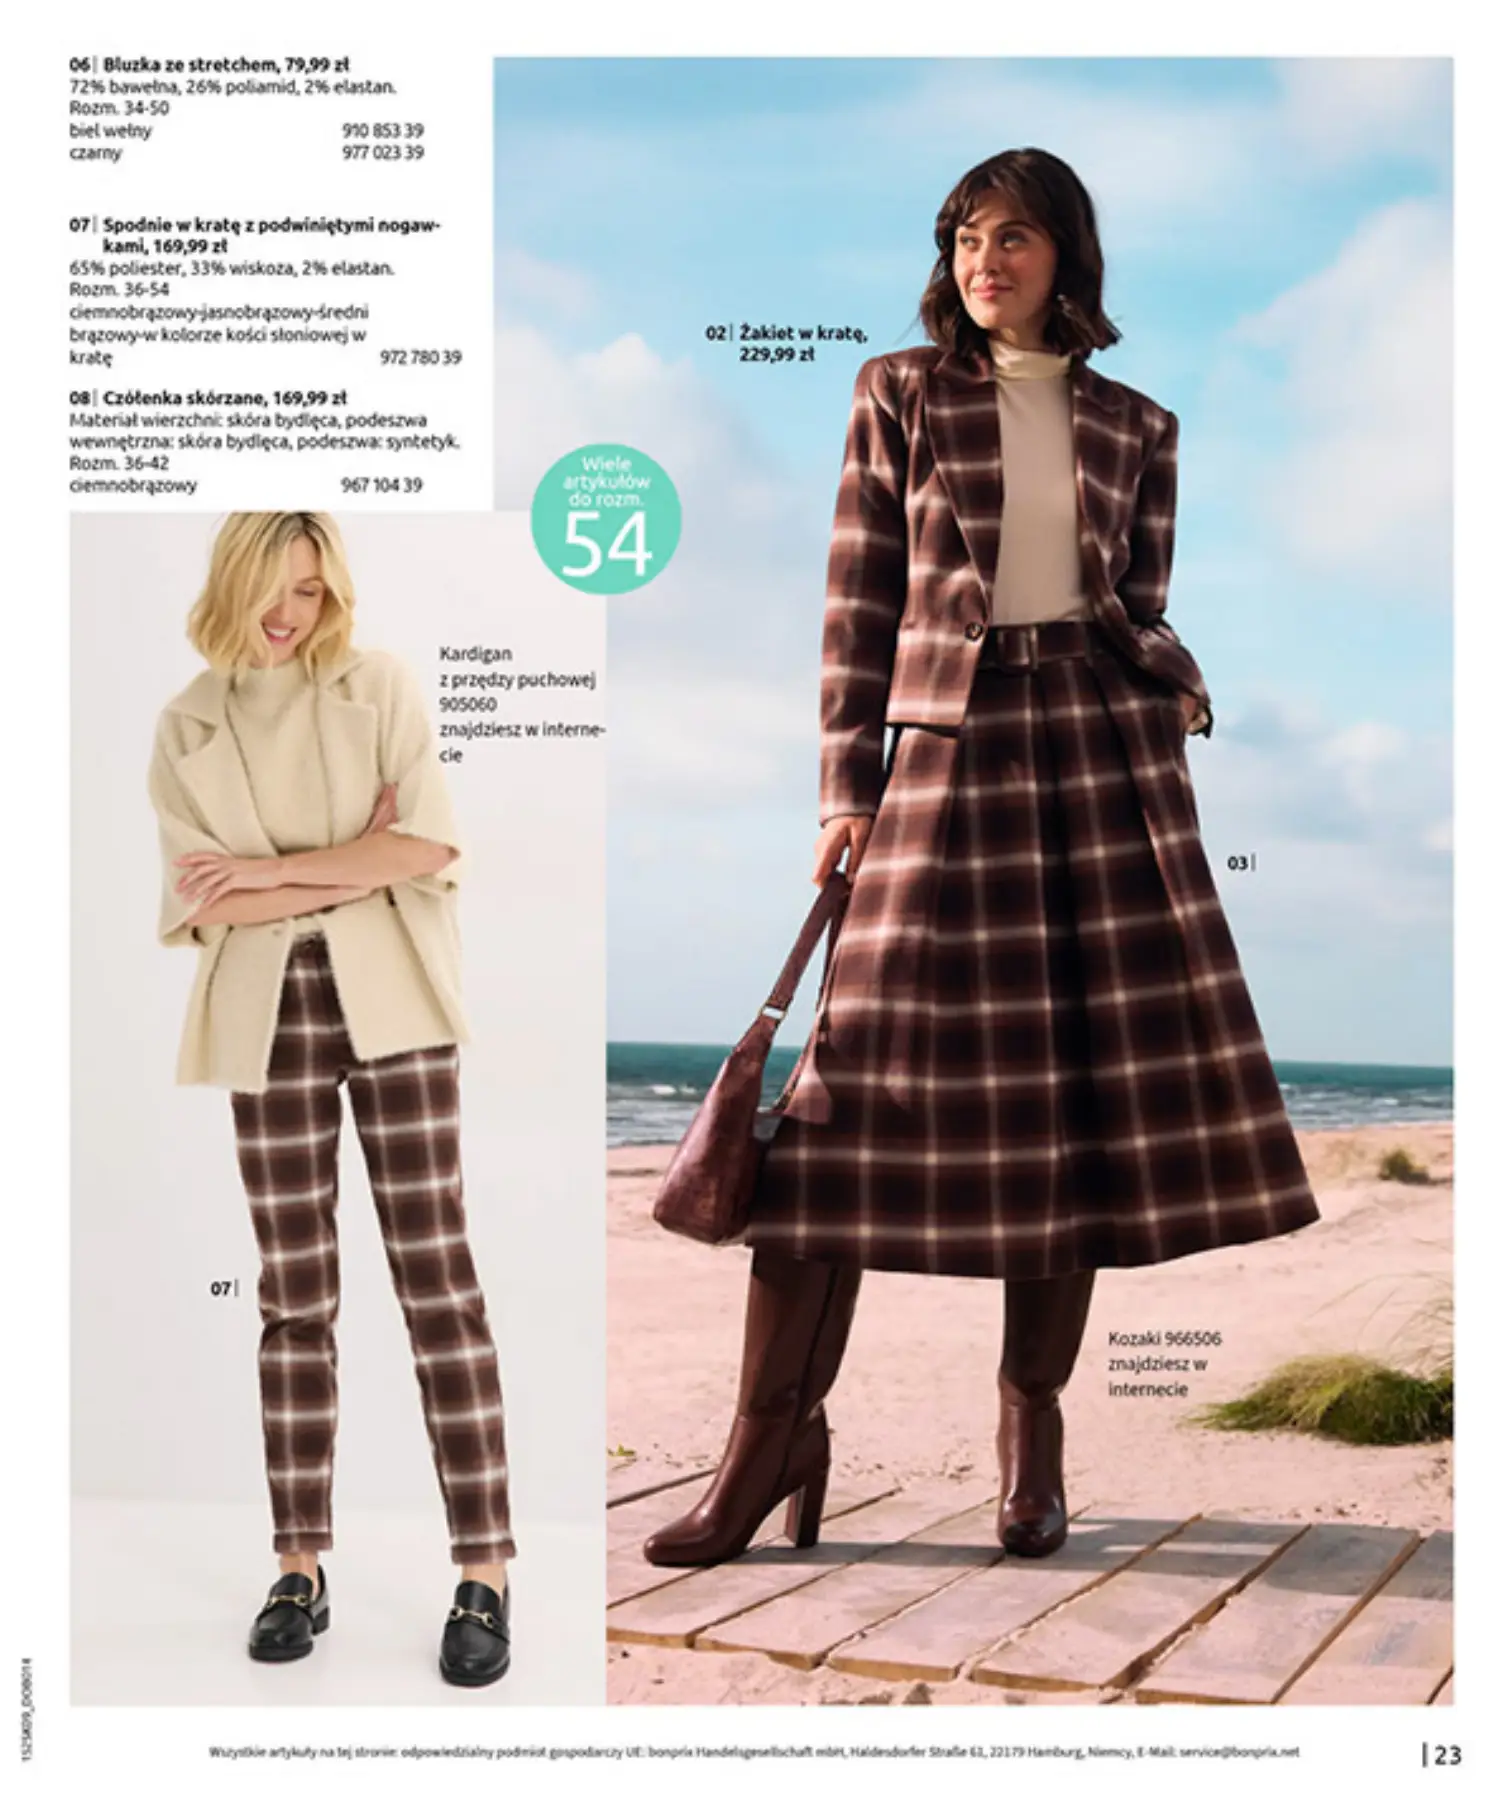 06| Bluzka ze stretchem, 79,99 zł
72% bawełna, 26% poliamid, 2% elastan.
Rozm. 34-50
biel wełny 910 853 39
czarny 977 023 39
07| Spodnie w kratę z podwiniętymi nogaw-
kami, 169,99 zł
65% poliester, 33% wiskoza, 2% elastan.
Rozm. 36-54
ciemnobrązowy-jasnobrązowy-średni
brązowy-w kolorze kości słoniowej w
kratę 972 780 39
08| Czółenka skórzane, 169,99 zł
Materiał wierzchni: skóra bydlęca, podeszwa
wewnętrzna: skóra bydlęca, podeszwa: syntetyk.
Rozm. 36-42
ciemnobrązowy 967 104 39
Wiele
artykułów
do rozm.
54
02| Żakiet w kratę,
229,99 zł
Kardigan
z przędzy puchowej
905060
znajdziesz w interne-
cie
03|
07|
Kozaki 966506
znajdziesz w
internecie
1525K09_DOBO14
Wszystkie artykuły na tej stronie: odpowiedzialny podmiot gospodarczy UE: bonprix Handelsgesellschaft mbH, Haldesdorfer Straße 61, 22179 Hamburg, Niemcy, E-Mail: service@bonprix.net
| 23